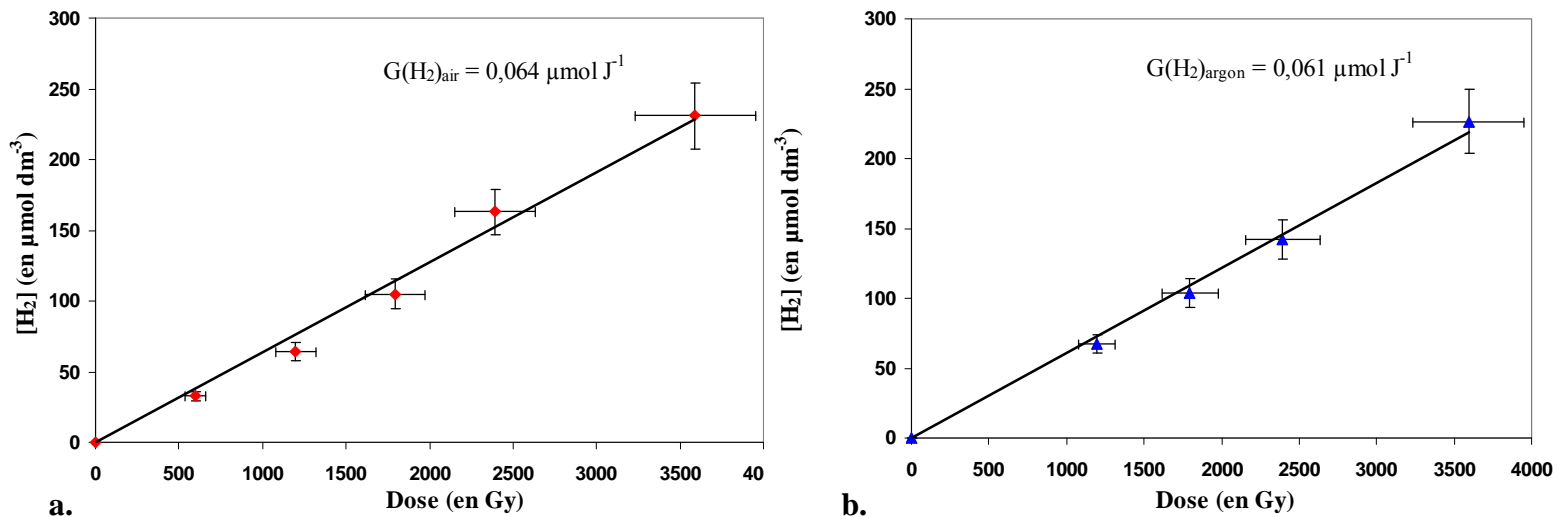 G(H₂)air = 0,064 µmol J⁻¹
[H₂] (en µmol dm⁻³)
300
250
200
150
100
50
0
0 500 1000 1500 2000 2500 3000 3500 40
Dose (en Gy)
a.
G(H₂)argon = 0,061 µmol J⁻¹
[H₂] (en µmol dm⁻³)
300
250
200
150
100
50
0
0 500 1000 1500 2000 2500 3000 3500 4000
Dose (en Gy)
b.